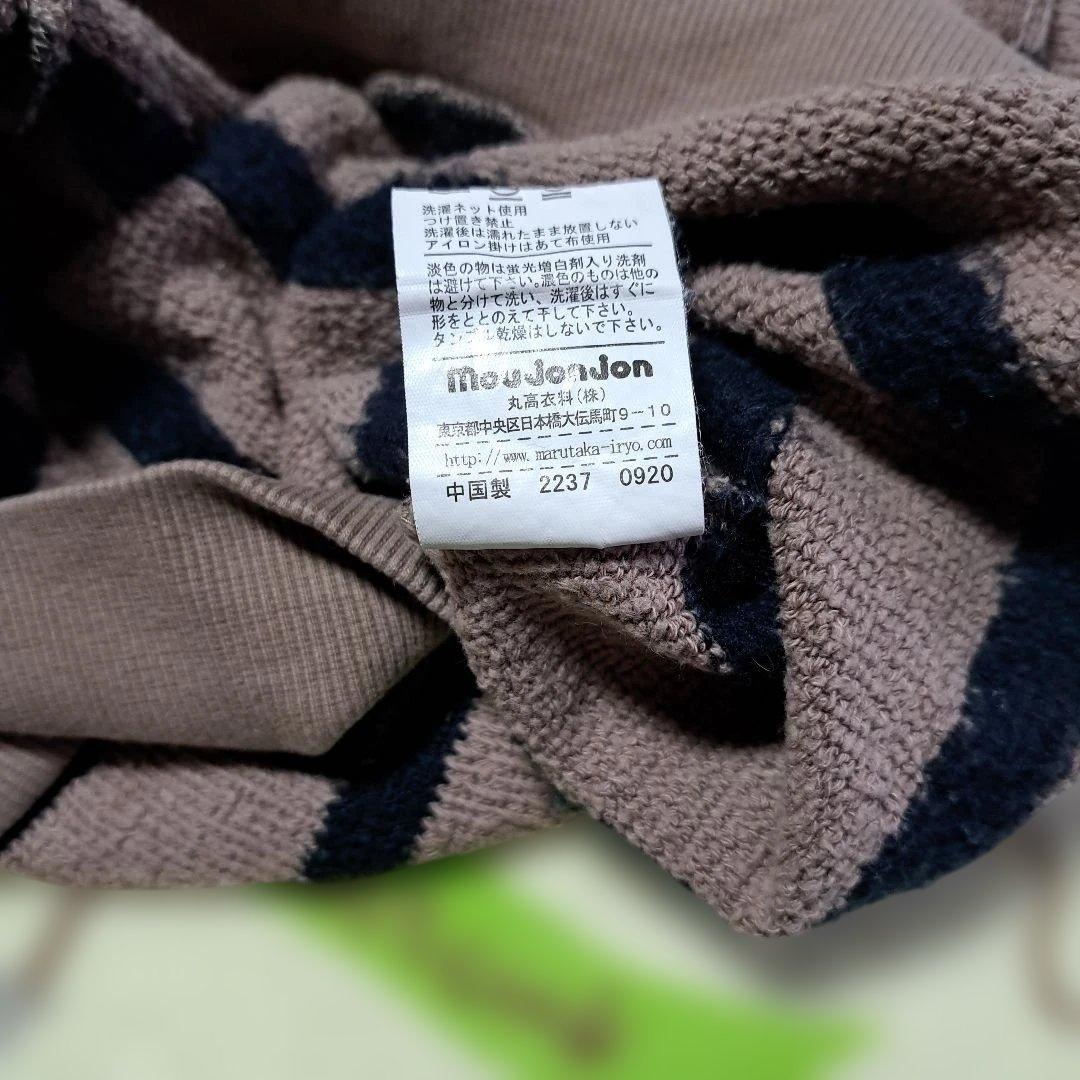 洗濯ネット使用
つけ置き禁止
洗濯後は濡れたまま放置しない
アイロン掛けはあて布使用
淡色の物は蛍光増白剤入り洗剤
は避けて下さい。濃色のものは他の
物と分けて洗い、洗濯後はすぐに
形をととのえて干して下さい。
タンブル乾燥はしないで下さい。
moujonjon
丸高衣料(株)
東京都中央区日本橋大伝馬町9-10
http://www.marutaka-iryo.com
中国製 2237 0920